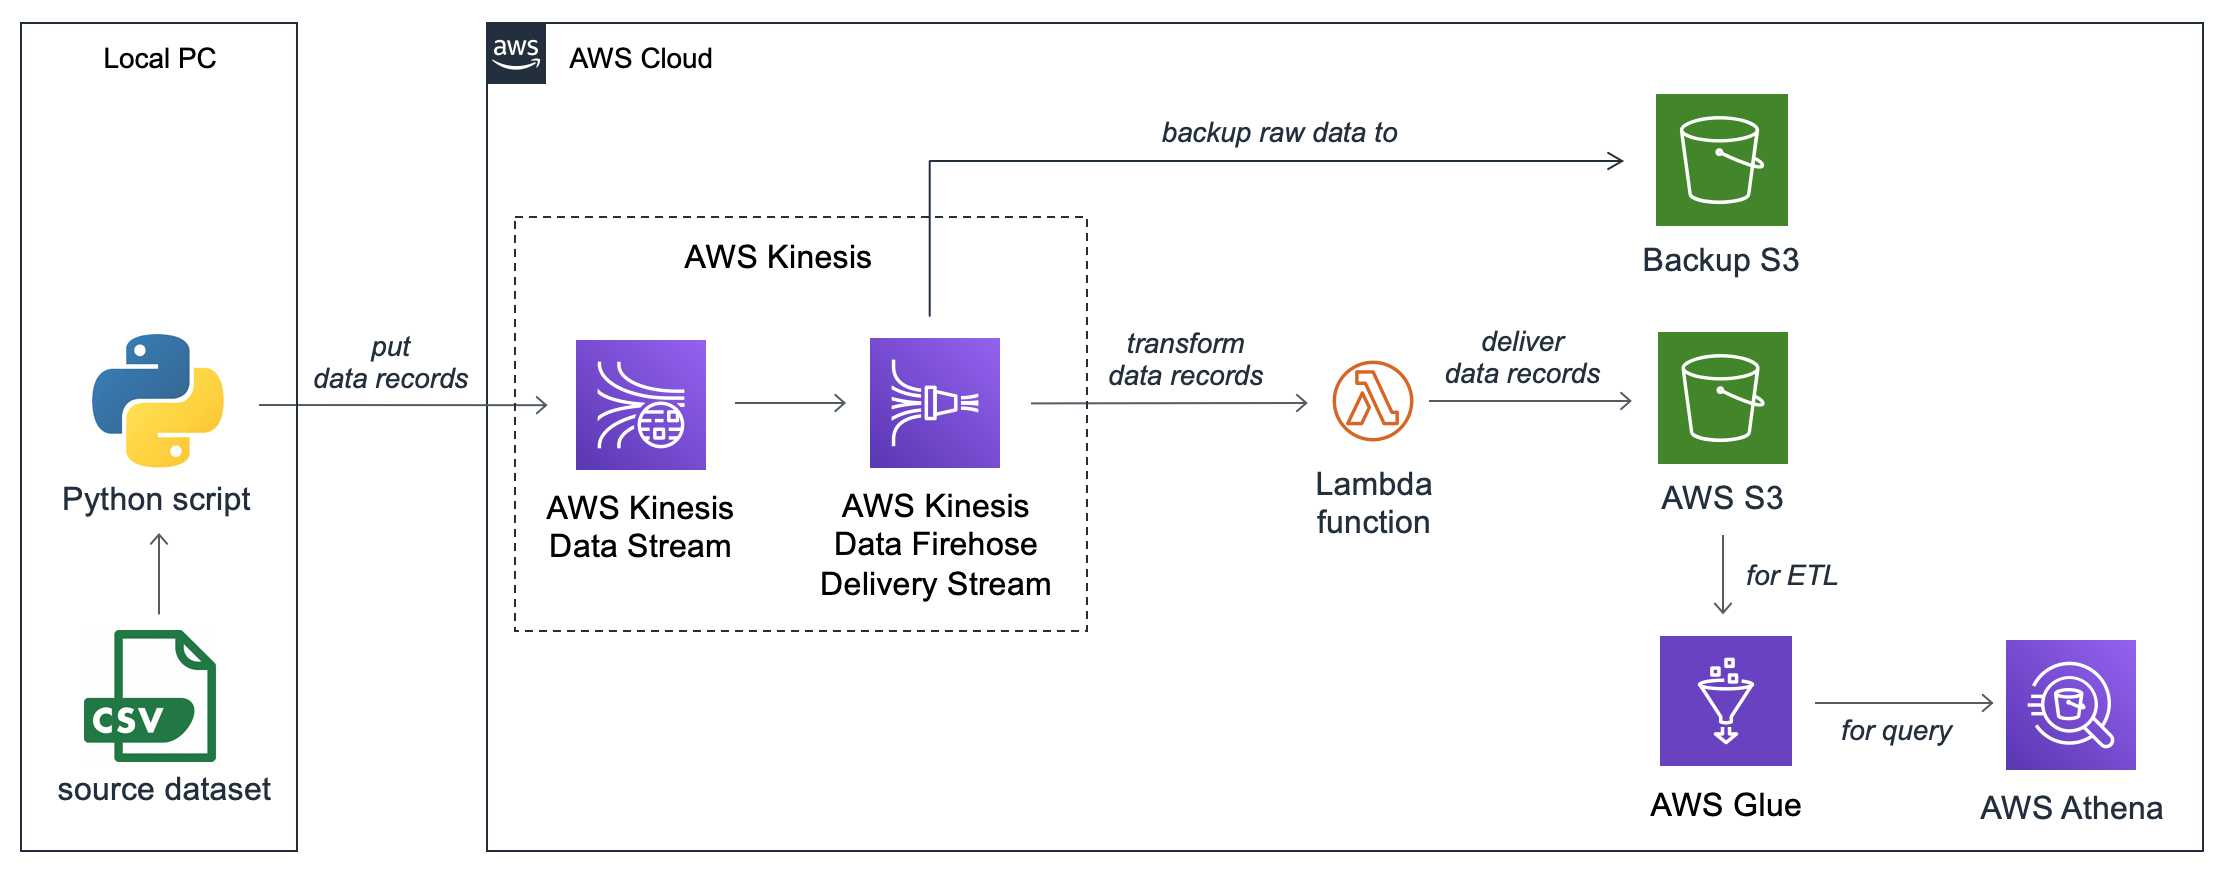 Local PC
aws
AWS Cloud
backup raw data to
Backup S3
AWS Kinesis
put
data records
transform
data records
deliver
data records
Python script
AWS Kinesis
Data Stream
AWS Kinesis
Data Firehose
Delivery Stream
Lambda
function
AWS S3
for ETL
CSV
source dataset
for query
AWS Glue
AWS Athena